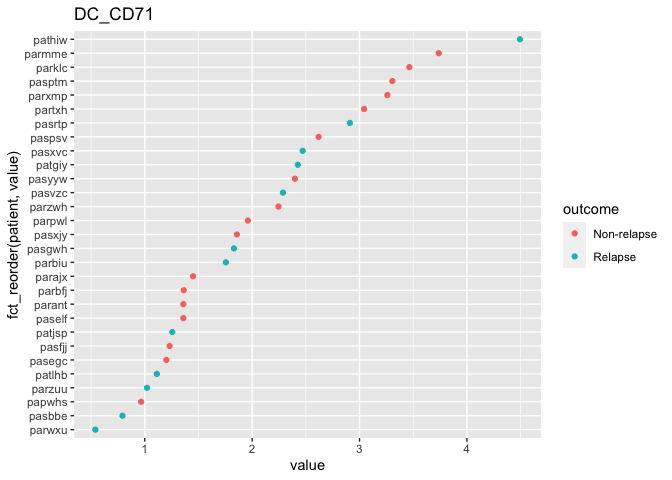 DC_CD71
fct_reorder(patient, value)
pathiw
parmme
parklc
pasptm
parxmp
partxh
pasrtp
paspsv
pasxvc
patgiy
pasyyw
pasvzc
parzwh
parpwl
pasxjy
pasgwh
parbiu
parajx
parbfj
parant
paself
patjsp
pasfjj
pasegc
patlhb
parzuu
papwhs
pasbbe
parwxu
1 2 3 4
value
outcome
Non-relapse
Relapse